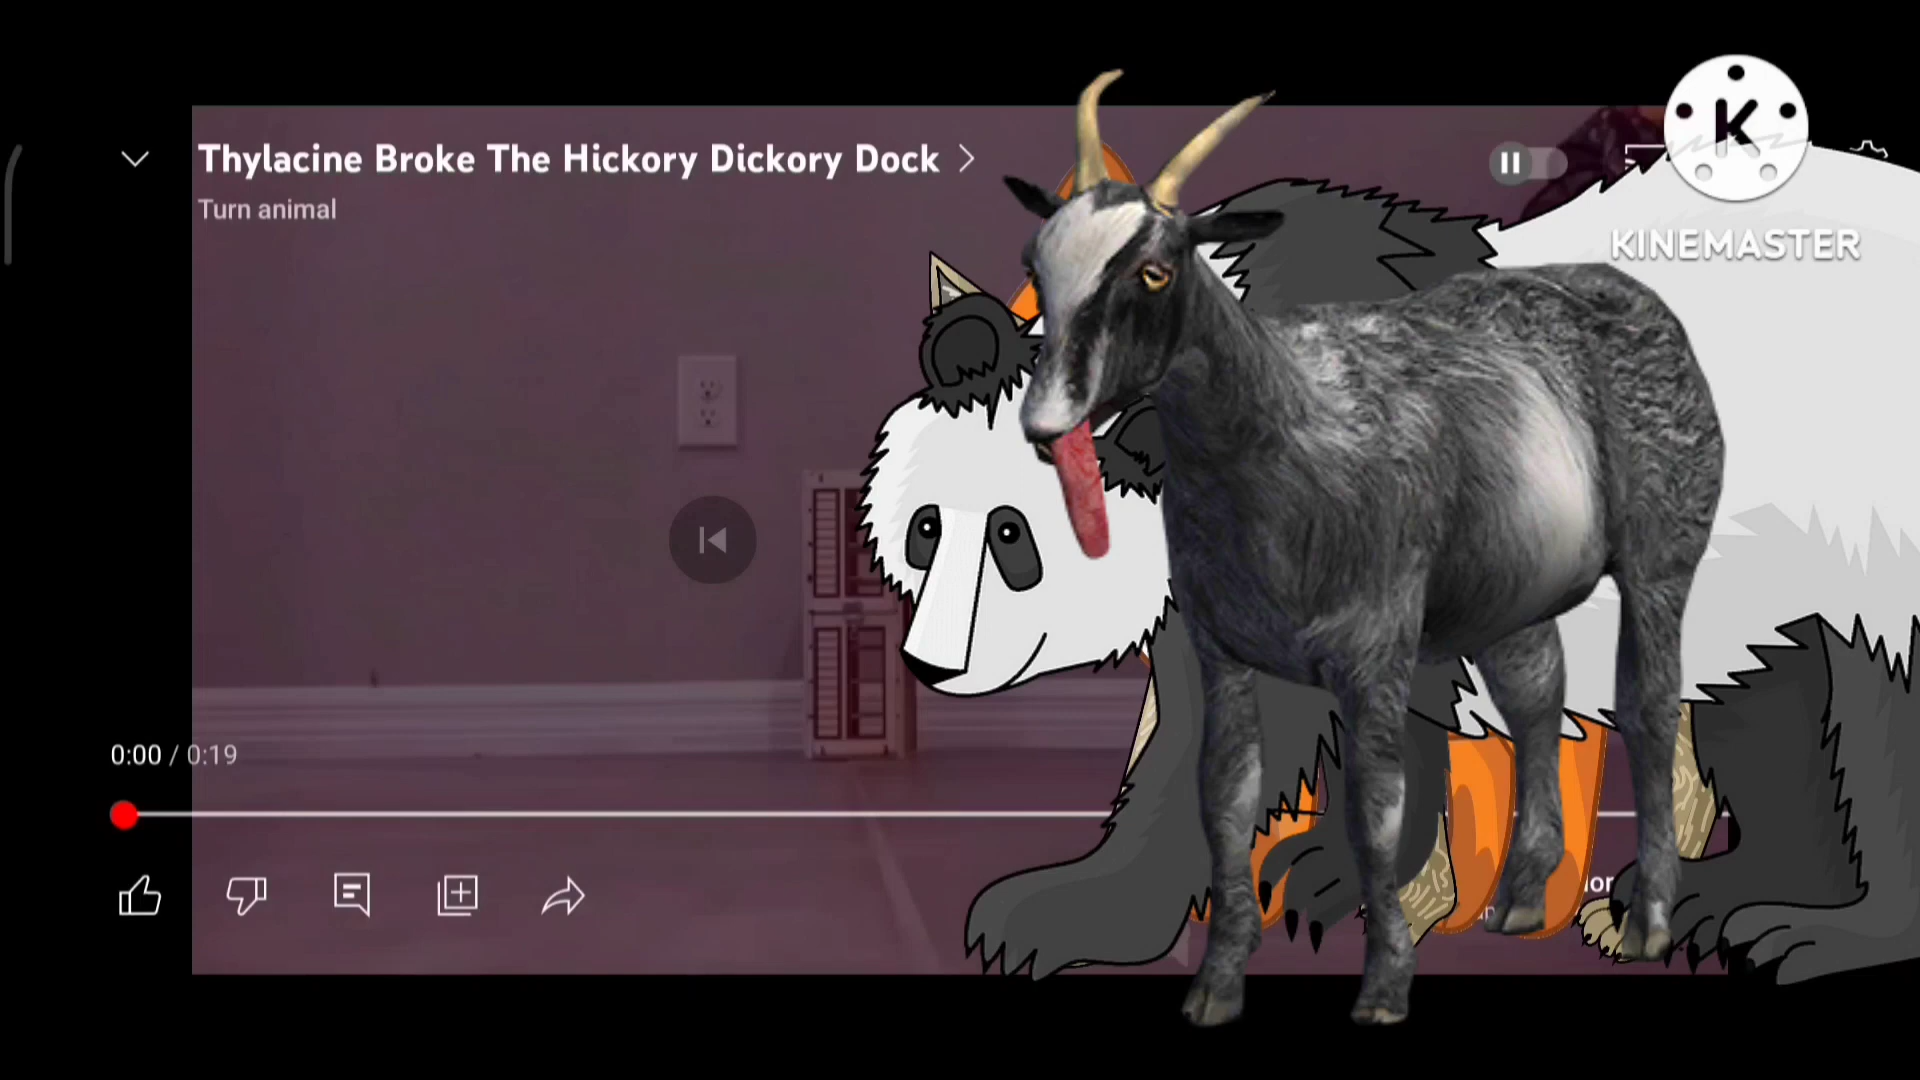 Thylacine Broke The Hickory Dickory Dock
Turn animal
K
KINEMASTER
0:00 / 0:19